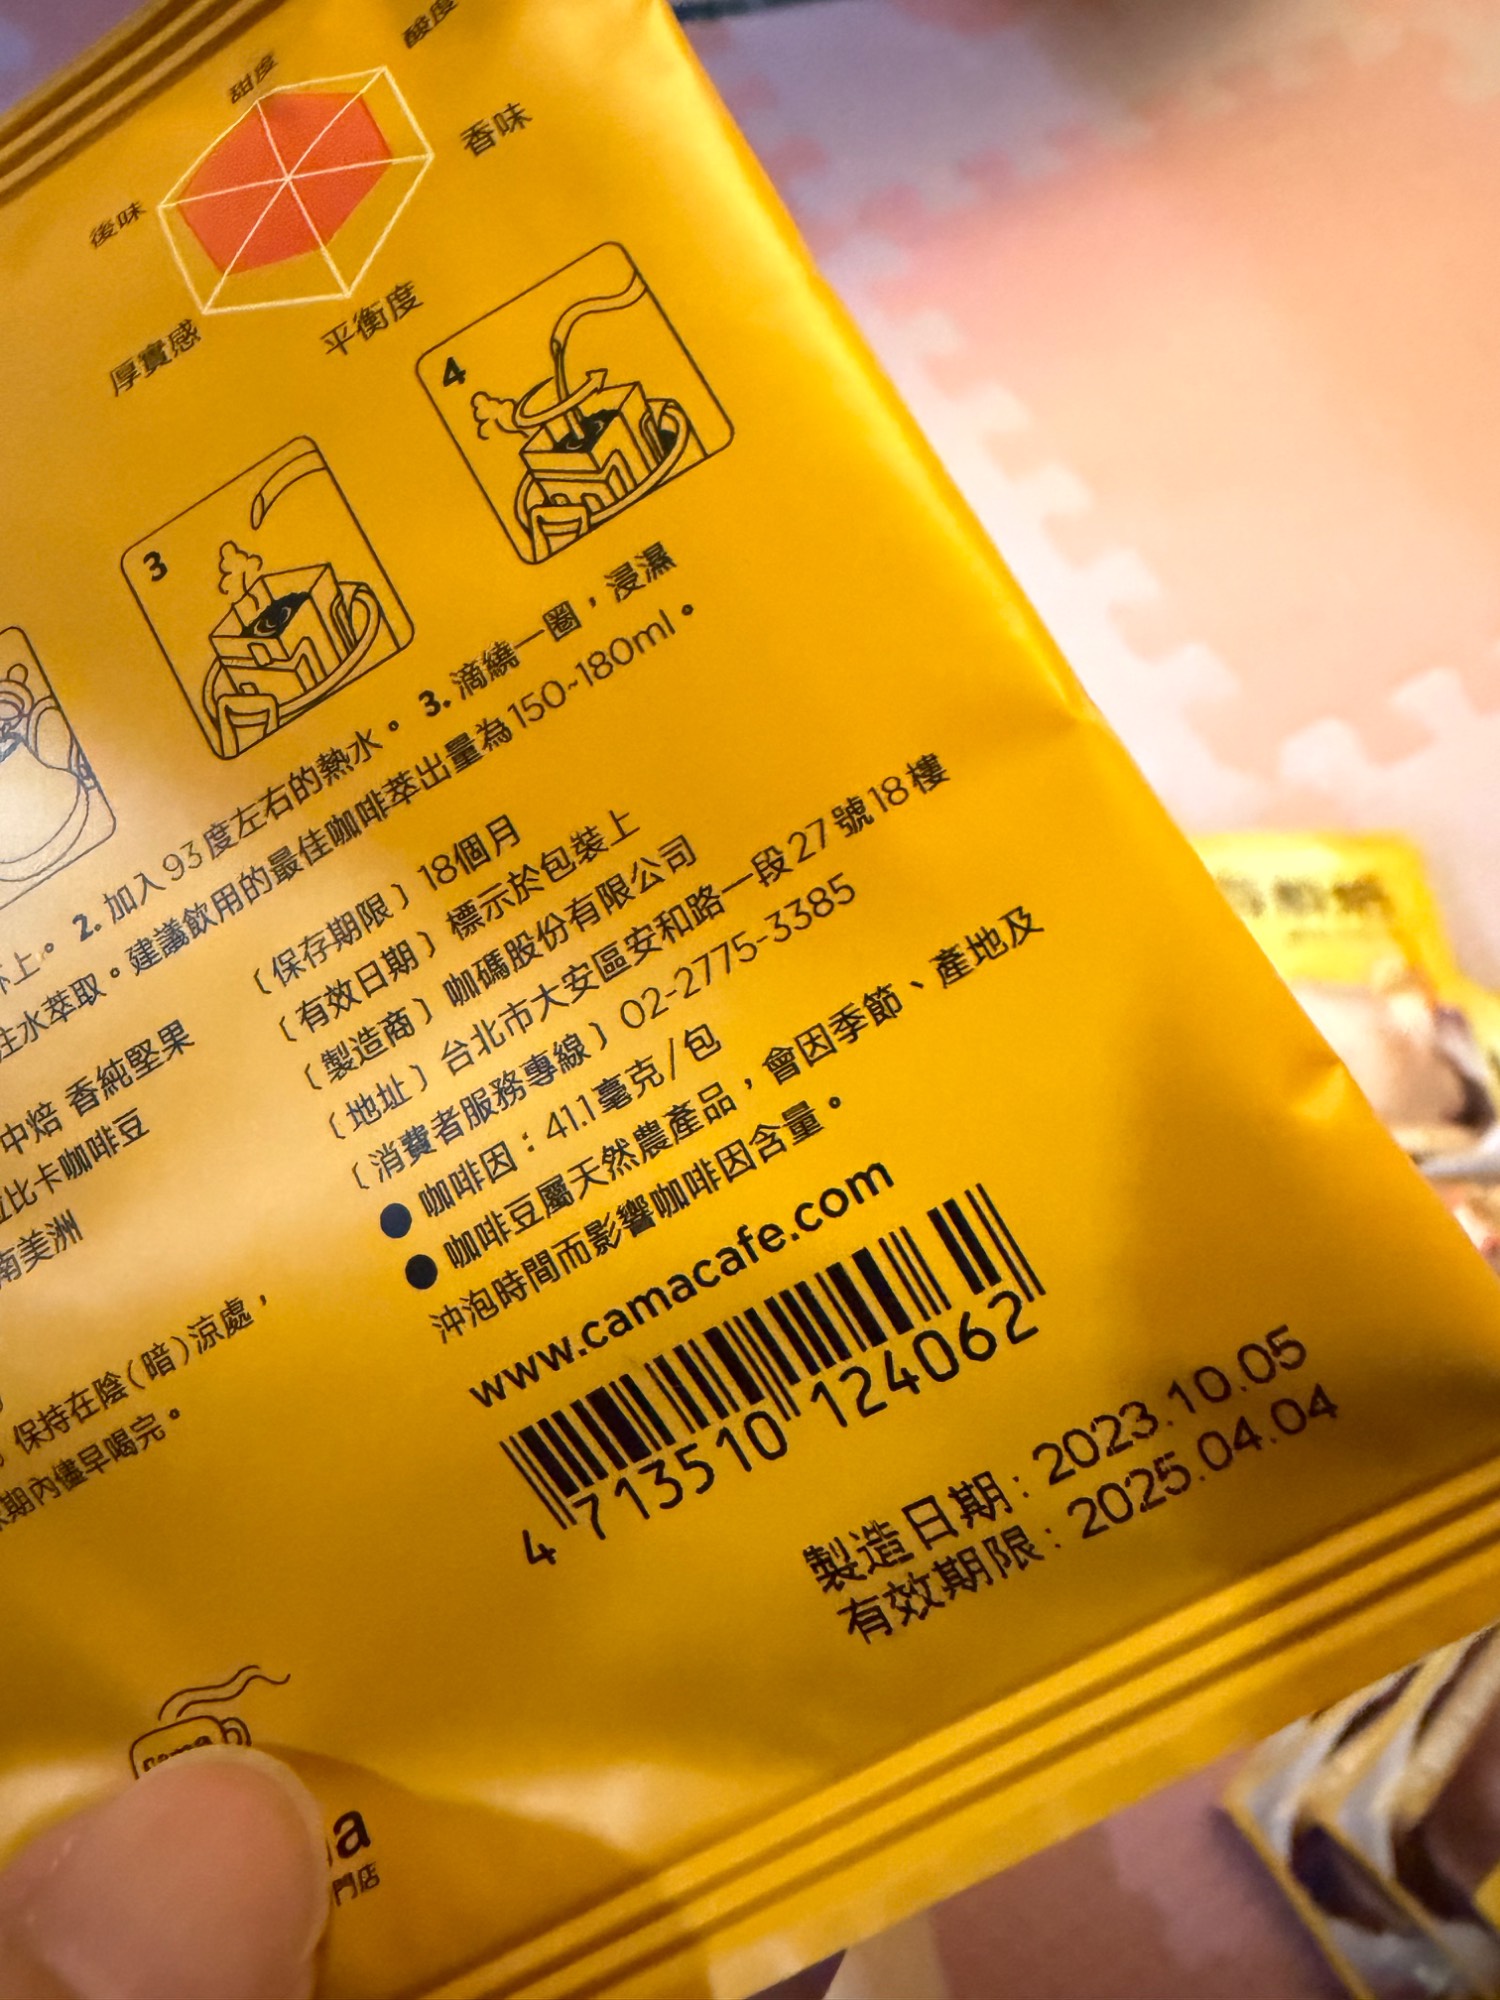 甜度
酸度
香味
後味
厚實感
平衡度
4
3
杯上。2. 加入93度左右的熱水。3. 滴繞一圈，浸濕
注水萃取。建議飲用的最佳咖啡萃出量為150~180ml。
中焙 香純堅果
比卡咖啡豆
南美洲
保持在陰(暗)涼處，
期內儘早喝完。
〔保存期限〕18個月
〔有效日期〕標示於包裝上
〔製造商〕咖碼股份有限公司
〔地址〕台北市大安區安和路一段27號18樓
〔消費者服務專線〕02-2775-3385
●咖啡因：41.1毫克/包
●咖啡豆屬天然農產品，會因季節、產地及
沖泡時間而影響咖啡因含量。
www.camacafe.com
4 713510 124062
製造日期: 2023.10.05
有效期限: 2025.04.04
a
門店